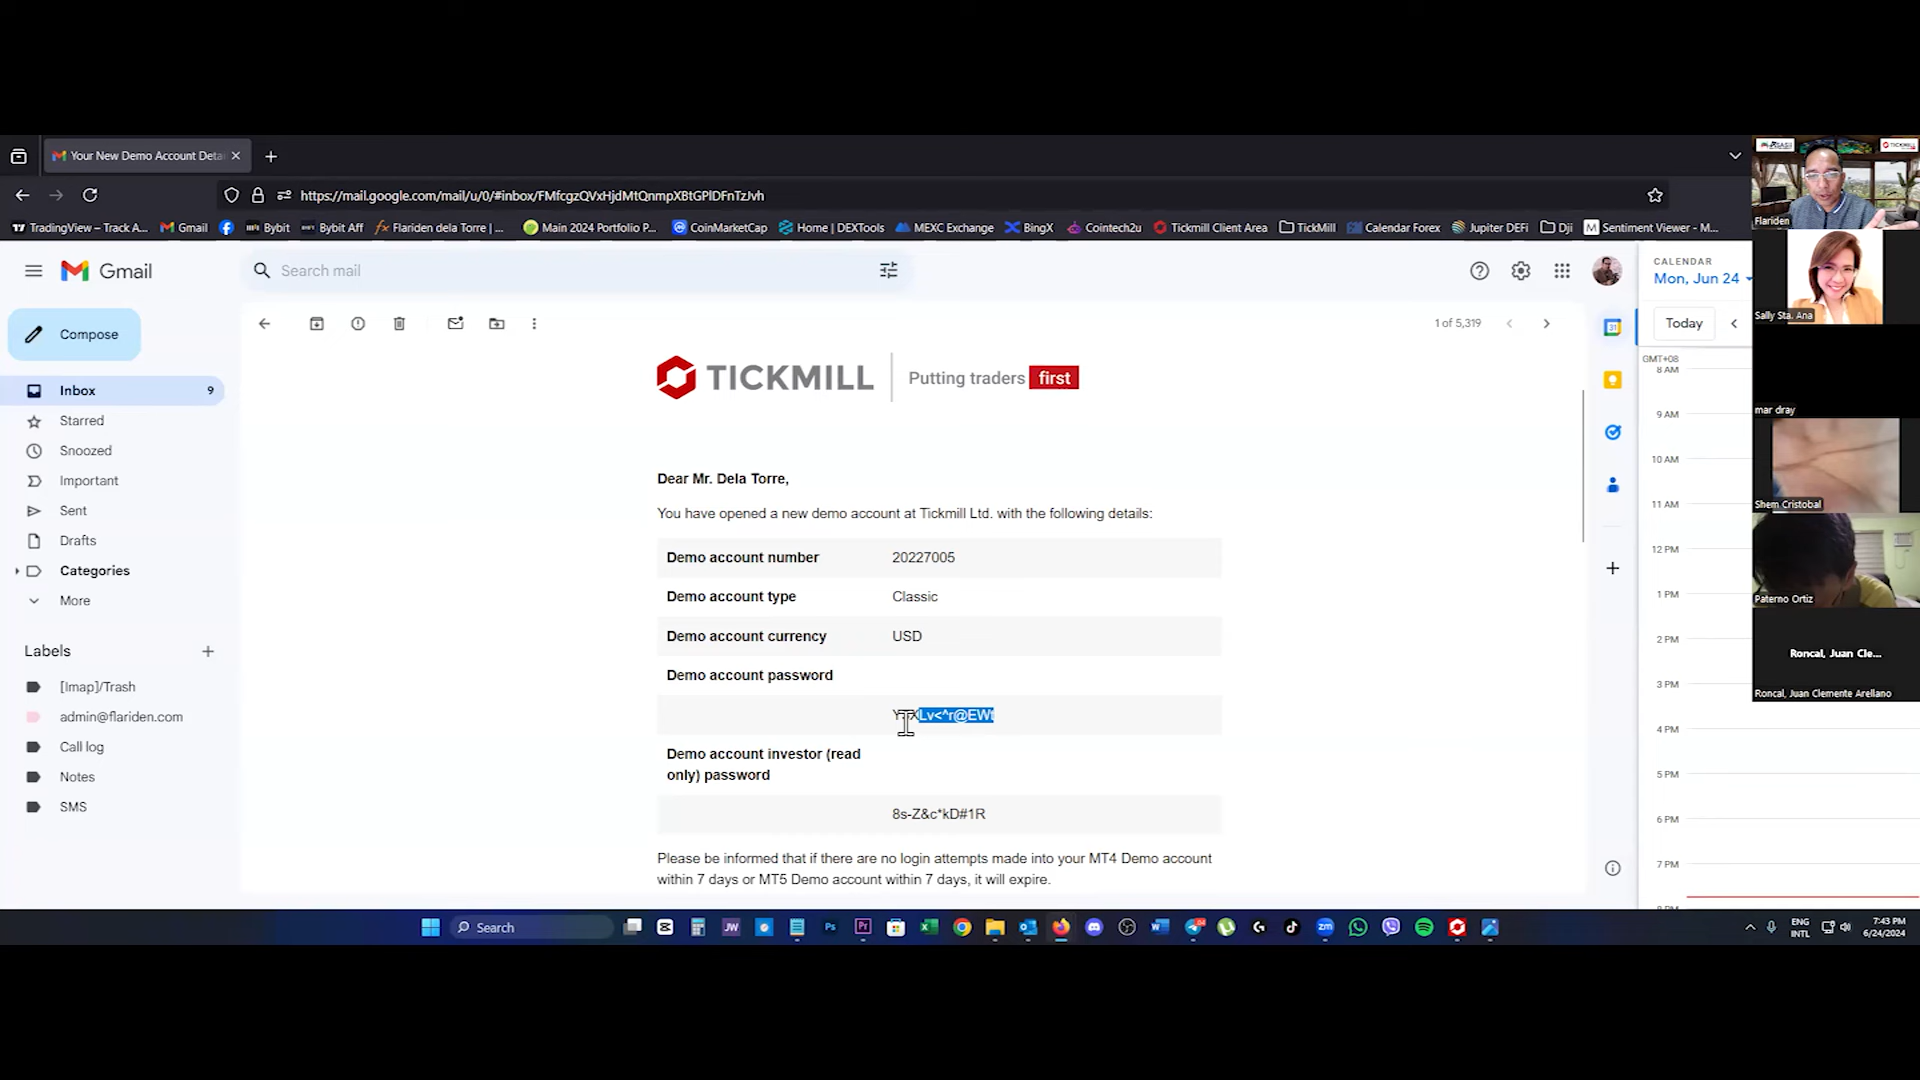 Your New Demo Account Deta
https://mail.google.com/mail/u/0/#inbox/FMfcgzQVxHjdMtQnmpXBtGPlDFnTzJvh
TradingView – Track A...
Gmail
Bybit
Bybit Aff
Flariden dela Torre | ...
Main 2024 Portfolio P...
CoinMarketCap
Home | DEXTools
MEXC Exchange
BingX
Cointech2u
Tickmill Client Area
TickMill
Calendar Forex
Jupiter DEFi
Dji
Sentiment Viewer - M...
Gmail
Search mail
Compose
Inbox 9
Starred
Snoozed
Important
Sent
Drafts
Categories
More
Labels
[Imap]/Trash
admin@flariden.com
Call log
Notes
SMS
1 of 5,319
TICKMILL Putting traders first
Dear Mr. Dela Torre,
You have opened a new demo account at Tickmill Ltd. with the following details:
Demo account number 20227005
Demo account type Classic
Demo account currency USD
Demo account password
Demo account investor (read
only) password
8s-Z&c*kD#1R
Please be informed that if there are no login attempts made into your MT4 Demo account
within 7 days or MT5 Demo account within 7 days, it will expire.
CALENDAR
Mon, Jun 24
Today
GMT+08
8 AM
9 AM
10 AM
11 AM
12 PM
1 PM
2 PM
3 PM
4 PM
5 PM
6 PM
7 PM
TICKMILL
Flariden
Sally Sta. Ana
mar dray
Shem Cristobal
Paterno Ortiz
Roncal, Juan Cle...
Roncal, Juan Clemente Arellano
Search
ENG
INTL
7:43 PM
6/24/2024